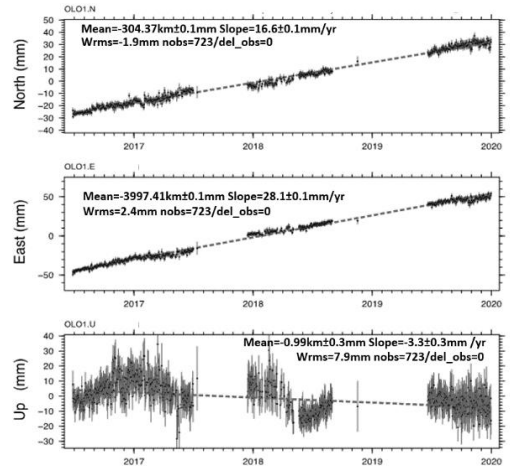 OLO1.N
Mean=-304.37km±0.1mm Slope=16.6±0.1mm/yr
Wrms=-1.9mm nobs=723/del_obs=0
North (mm)
50
40
30
20
10
0
-10
-20
-30
-40
2017
2018
2019
2020
OLO1.E
Mean=-3997.41km±0.1mm Slope=28.1±0.1mm/yr
Wrms=2.4mm nobs=723/del_obs=0
East (mm)
50
0
-50
2017
2018
2019
2020
OLO1.U
Mean=-0.99km±0.3mm Slope=-3.3±0.3mm /yr
Wrms=7.9mm nobs=723/del_obs=0
Up (mm)
40
30
20
10
0
-10
-20
-30
2017
2018
2019
2020